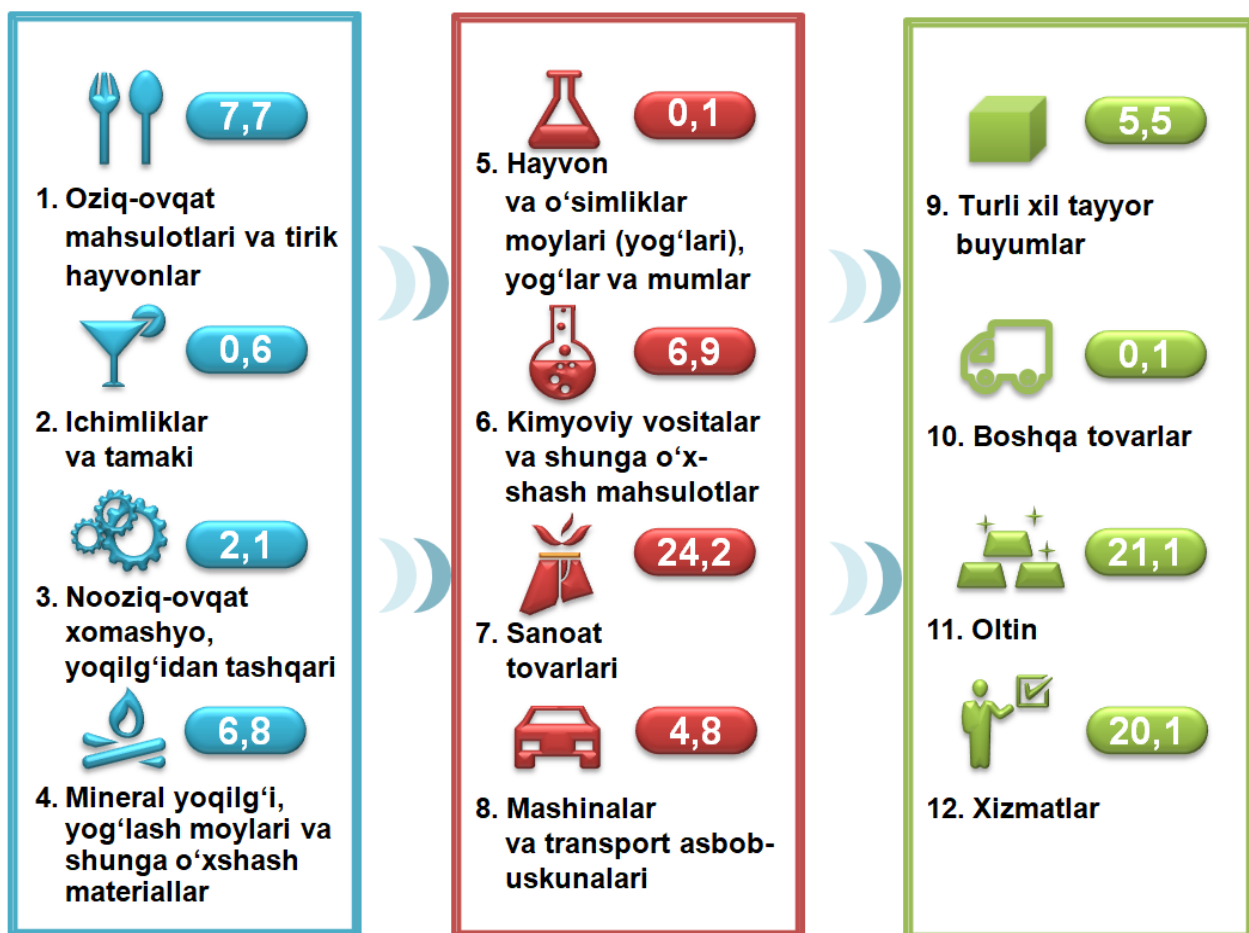 7,7
1. Oziq-ovqat
mahsulotlari va tirik
hayvonlar
0,6
2. Ichimliklar
va tamaki
2,1
3. Nooziq-ovqat
xomashyo,
yoqilg‘idan tashqari
6,8
4. Mineral yoqilg‘i,
yog‘lash moylari va
shunga o‘xshash
materiallar
0,1
5. Hayvon
va o‘simliklar
moylari (yog‘lari),
yog‘lar va mumlar
6,9
6. Kimyoviy vositalar
va shunga o‘x-
shash mahsulotlar
24,2
7. Sanoat
tovarlari
4,8
8. Mashinalar
va transport asbob-
uskunalari
5,5
9. Turli xil tayyor
buyumlar
0,1
10. Boshqa tovarlar
21,1
11. Oltin
20,1
12. Xizmatlar